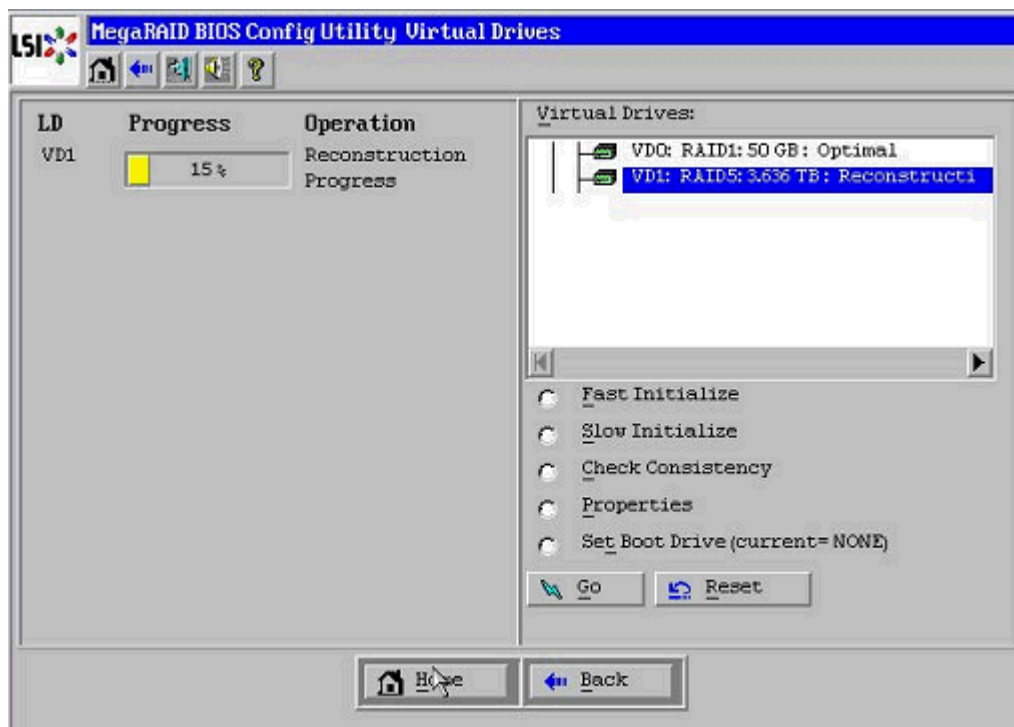 LSI
MegaRAID BIOS Config Utility Virtual Drives
LD Progress Operation
VD1 15% Reconstruction Progress
Virtual Drives:
VD0: RAID1: 50 GB: Optimal
VD1: RAID5: 3.636 TB: Reconstructi
Fast Initialize
Slow Initialize
Check Consistency
Properties
Set Boot Drive (current= NONE)
Go Reset
Home Back